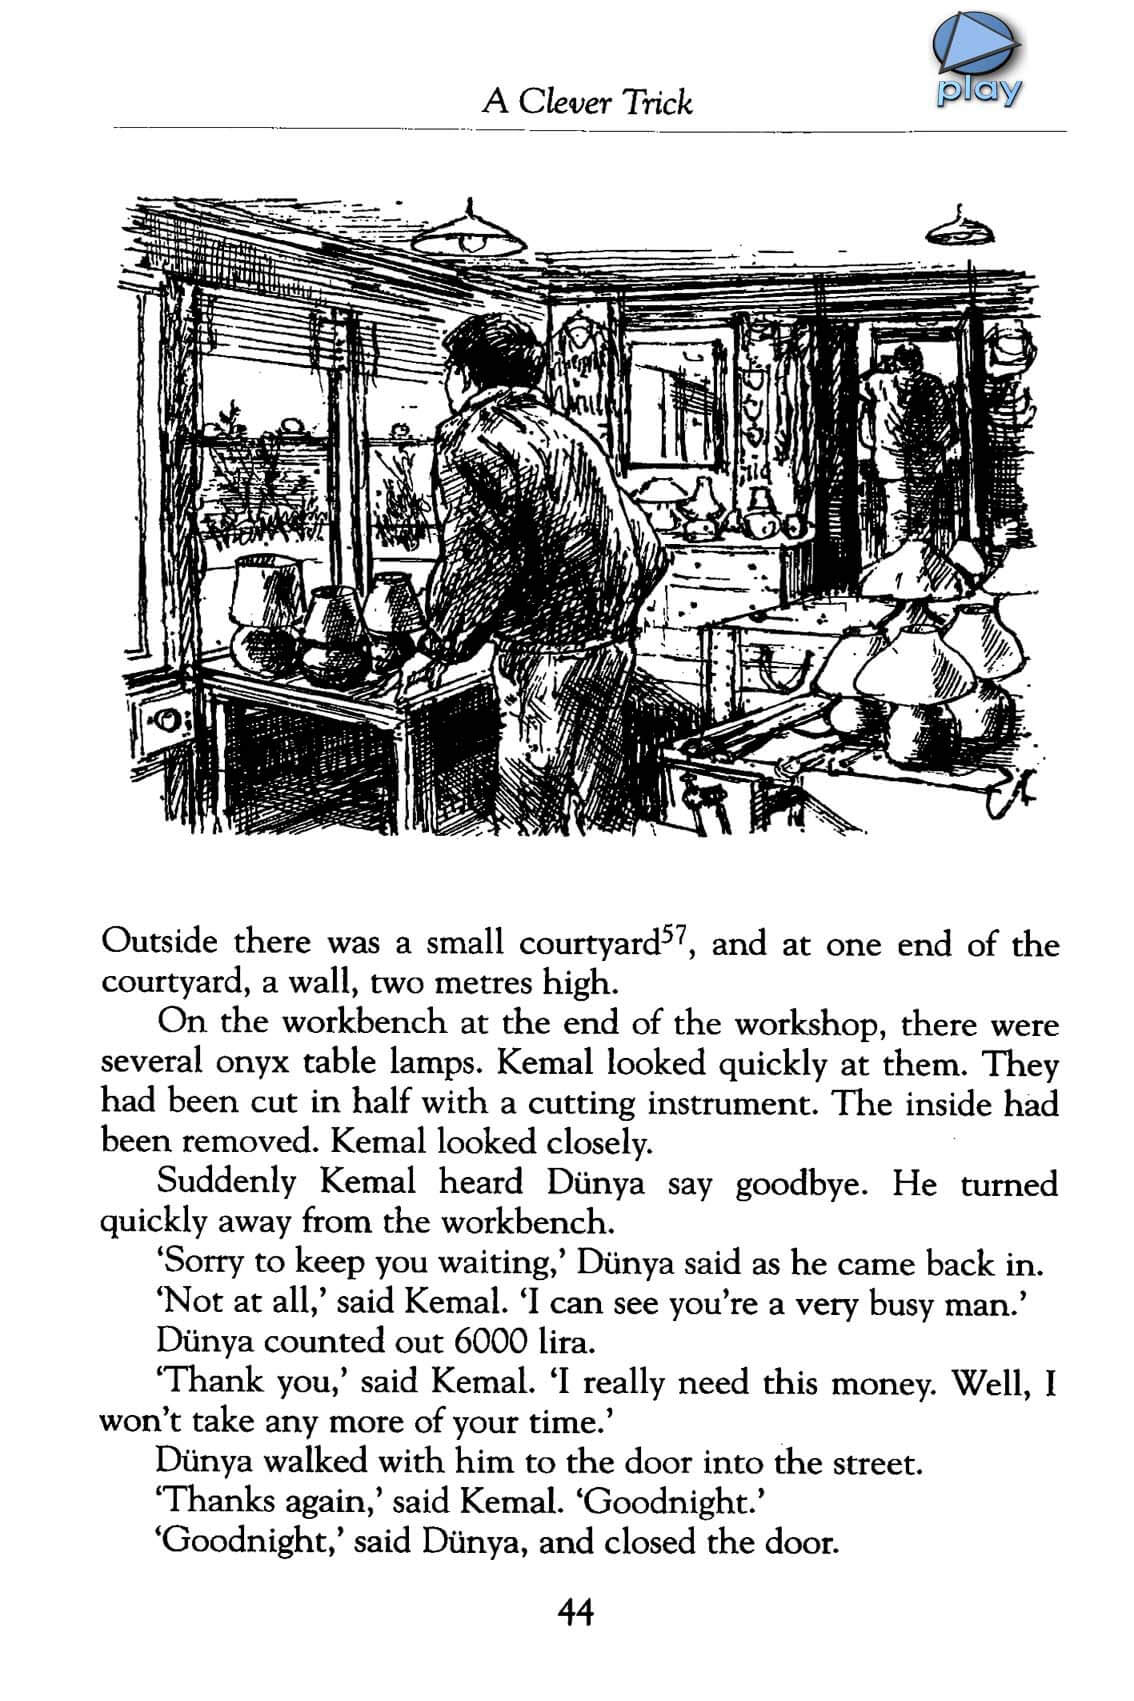 play
A Clever Trick
Outside there was a small courtyard57, and at one end of the
courtyard, a wall, two metres high.
On the workbench at the end of the workshop, there were
several onyx table lamps. Kemal looked quickly at them. They
had been cut in half with a cutting instrument. The inside had
been removed. Kemal looked closely.
Suddenly Kemal heard Dünya say goodbye. He turned
quickly away from the workbench.
‘Sorry to keep you waiting,’ Dünya said as he came back in.
‘Not at all,’ said Kemal. ‘I can see you’re a very busy man.’
Dünya counted out 6000 lira.
‘Thank you,’ said Kemal. ‘I really need this money. Well, I
won’t take any more of your time.’
Dünya walked with him to the door into the street.
‘Thanks again,’ said Kemal. ‘Goodnight.’
‘Goodnight,’ said Dünya, and closed the door.
44